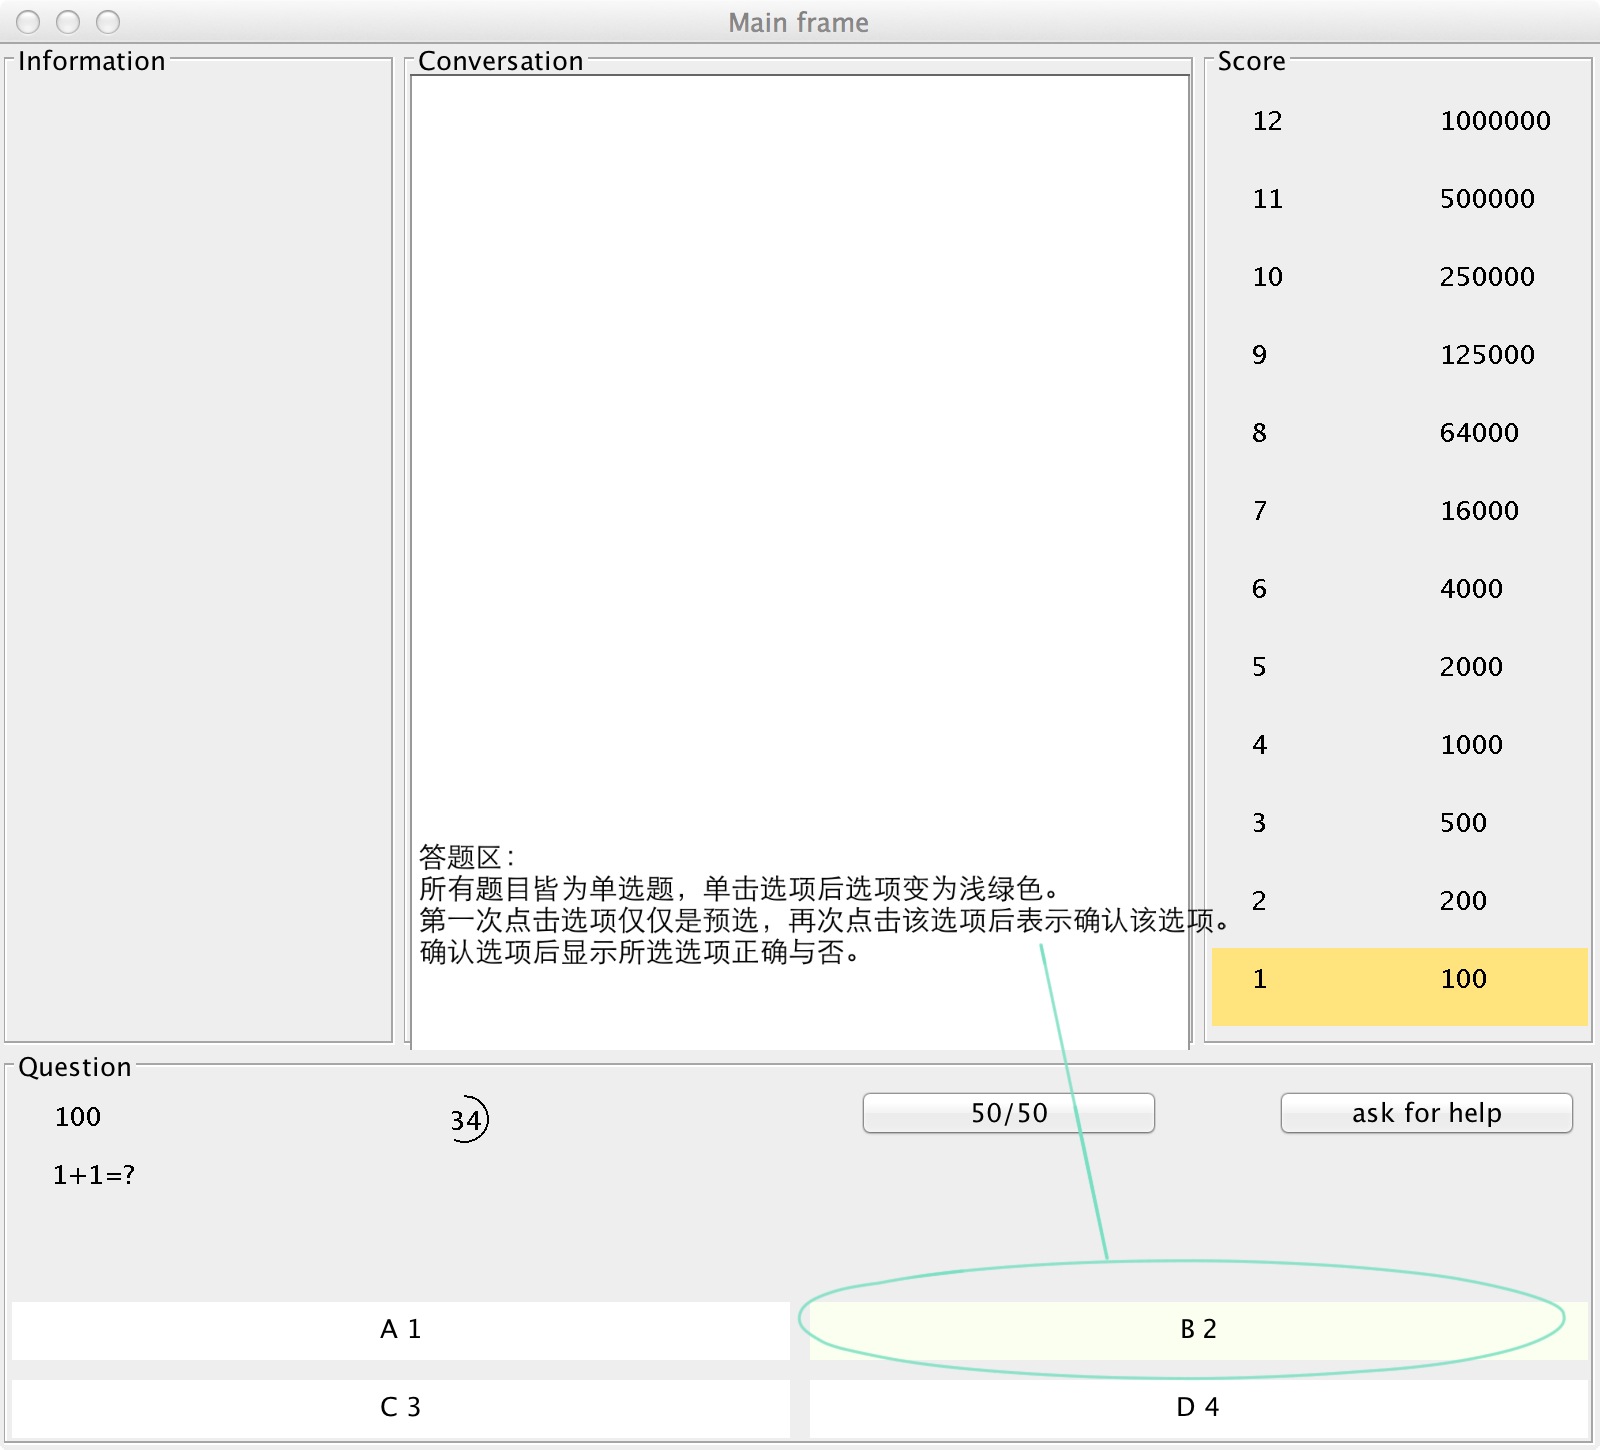 Main frame
Information
Conversation
Score
12 1000000
11 500000
10 250000
9 125000
8 64000
7 16000
6 4000
5 2000
4 1000
3 500
2 200
1 100
答题区：
所有题目皆为单选题，单击选项后选项变为浅绿色。
第一次点击选项仅仅是预选，再次点击该选项后表示确认该选项。
确认选项后显示所选选项正确与否。
Question
100 34 50/50 ask for help
1+1=?
A 1 B 2
C 3 D 4